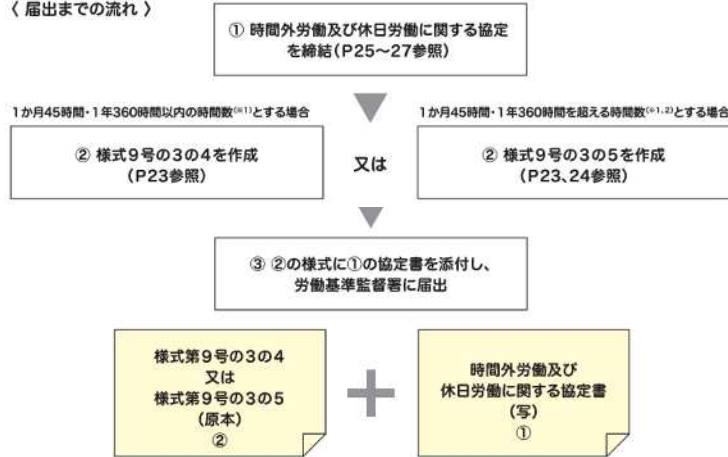 〈 届出までの流れ 〉
① 時間外労働及び休日労働に関する協定
を締結(P25～27参照)
1か月45時間・1年360時間以内の時間数(※1)とする場合
1か月45時間・1年360時間を超える時間数(※1,2)とする場合
② 様式9号の3の4を作成
(P23参照)
又は
② 様式9号の3の5を作成
(P23、24参照)
③ ②の様式に①の協定書を添付し、
労働基準監督署に届出
様式第9号の3の4
又は
様式第9号の3の5
(原本)
②
時間外労働及び
休日労働に関する協定書
(写)
①